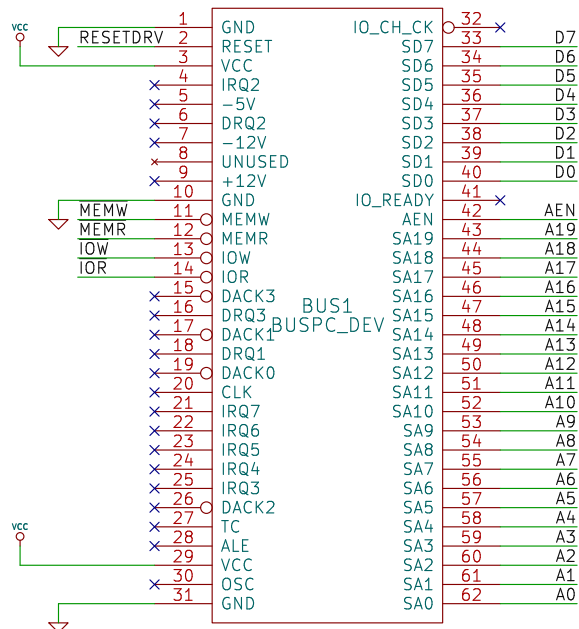 VCC
RESETDRV
1 GND IO_CH_CK 32
2 RESET SD7 33 D7
3 VCC SD6 34 D6
4 IRQ2 SD5 35 D5
5 -5V SD4 36 D4
6 DRQ2 SD3 37 D3
7 -12V SD2 38 D2
8 UNUSED SD1 39 D1
9 +12V SD0 40 D0
10 GND IO_READY 41
MEMW 11 MEMW AEN 42 AEN
MEMR 12 MEMR SA19 43 A19
IOW 13 IOW SA18 44 A18
IOR 14 IOR SA17 45 A17
15 DACK3 SA16 46 A16
BUS1
16 DRQ3 SA15 47 A15
BUSPC_DEV
17 DACK1 SA14 48 A14
18 DRQ1 SA13 49 A13
19 DACK0 SA12 50 A12
20 CLK SA11 51 A11
21 IRQ7 SA10 52 A10
22 IRQ6 SA9 53 A9
23 IRQ5 SA8 54 A8
24 IRQ4 SA7 55 A7
25 IRQ3 SA6 56 A6
26 DACK2 SA5 57 A5
27 TC SA4 58 A4
VCC
28 ALE SA3 59 A3
29 VCC SA2 60 A2
30 OSC SA1 61 A1
31 GND SA0 62 A0